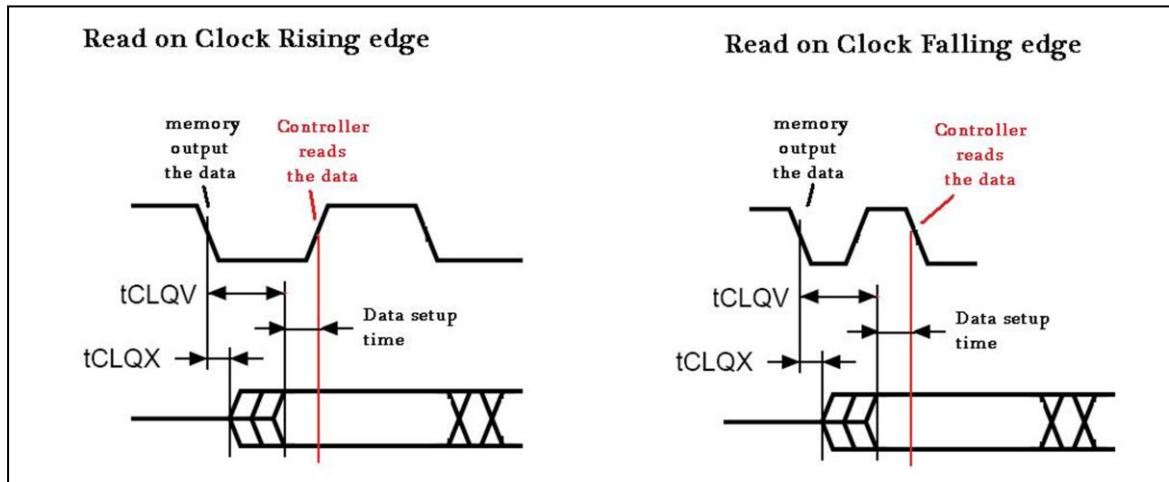 Read on Clock Rising edge
memory
output
the data
Controller
reads
the data
tCLQV
Data setup
time
tCLQX
Read on Clock Falling edge
memory
output
the data
Controller
reads
the data
tCLQV
Data setup
time
tCLQX